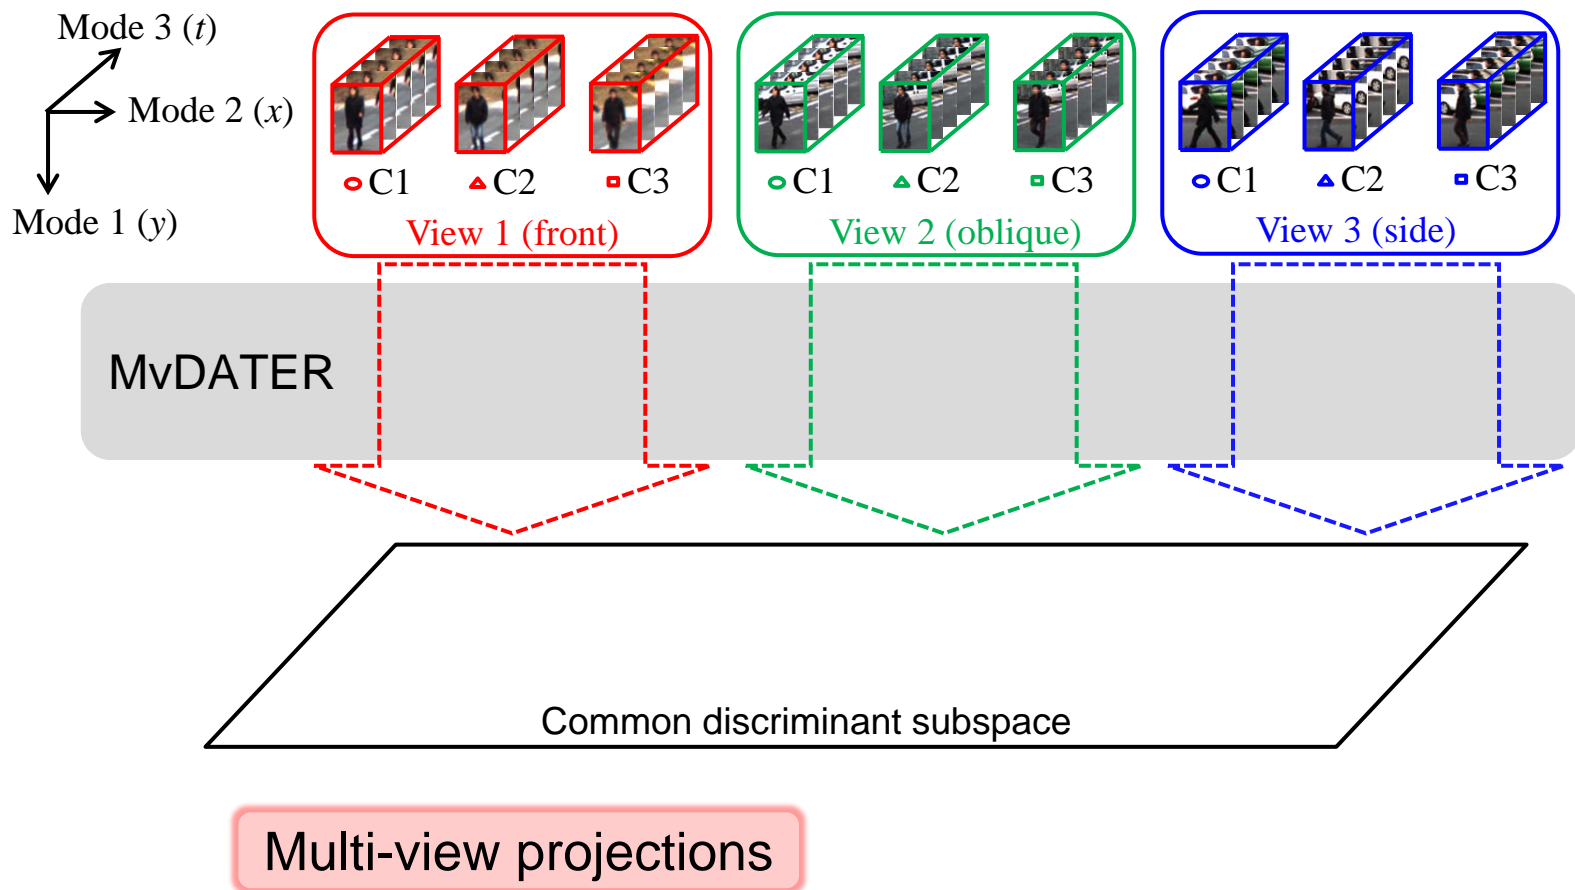 Mode 3 (t)
Mode 2 (x)
Mode 1 (y)
C1 C2 C3
View 1 (front)
C1 C2 C3
View 2 (oblique)
C1 C2 C3
View 3 (side)
MvDATER
Common discriminant subspace
Multi-view projections